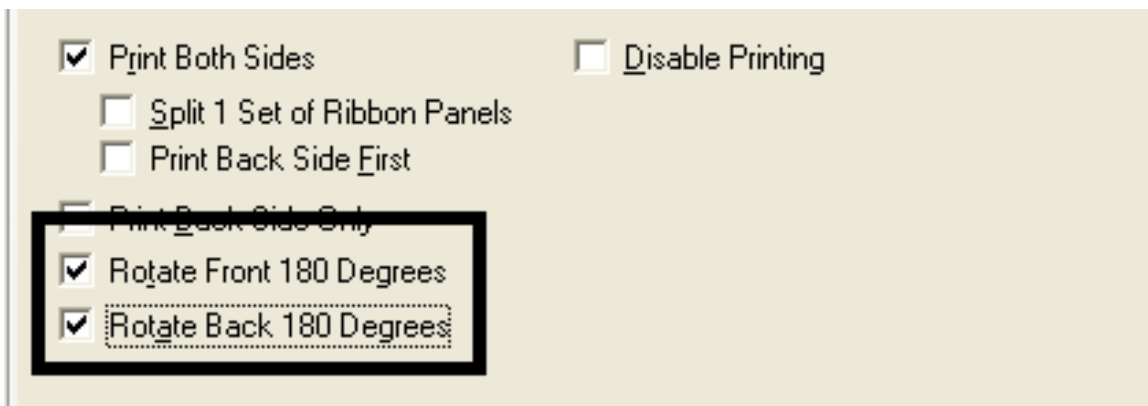 Print Both Sides
Disable Printing
Split 1 Set of Ribbon Panels
Print Back Side First
Print Back Side Only
Rotate Front 180 Degrees
Rotate Back 180 Degrees